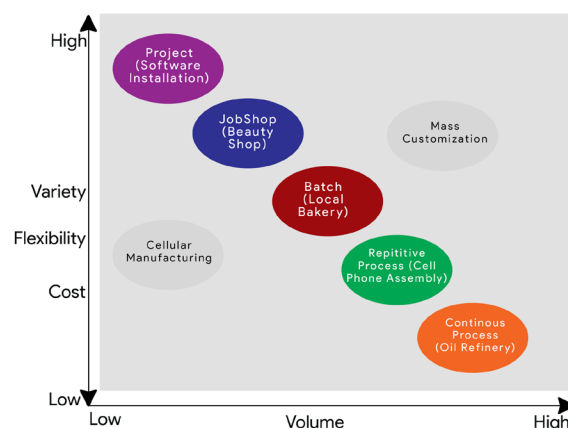 High
Project
(Software
Installation)
JobShop
(Beauty
Shop)
Mass
Customization
Variety
Batch
(Local
Bakery)
Flexibility
Cellular
Manufacturing
Repititive
Process (Cell
Phone Assembly)
Cost
Continous
Process
(Oil Refinery)
Low
Low
Volume
High